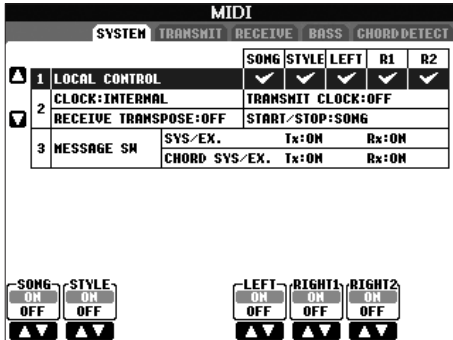 MIDI
SYSTEM TRANSMIT RECEIVE BASS CHORD DETECT
SONG STYLE LEFT R1 R2
1 LOCAL CONTROL
2 CLOCK:INTERNAL TRANSMIT CLOCK:OFF
RECEIVE TRANSPOSE:OFF START/STOP:SONG
3 MESSAGE SW SYS/EX. Tx:ON Rx:ON
CHORD SYS/EX. Tx:ON Rx:ON
SONG STYLE LEFT RIGHT1 RIGHT2
ON ON ON ON ON
OFF OFF OFF OFF OFF